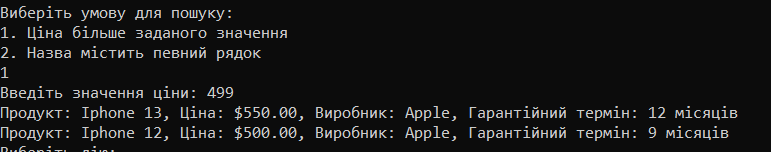 Виберіть умову для пошуку:
1. Ціна більше заданого значення
2. Назва містить певний рядок
1
Введіть значення ціни: 499
Продукт: Iphone 13, Ціна: $550.00, Виробник: Apple, Гарантійний термін: 12 місяців
Продукт: Iphone 12, Ціна: $500.00, Виробник: Apple, Гарантійний термін: 9 місяців
Виберіть дію: